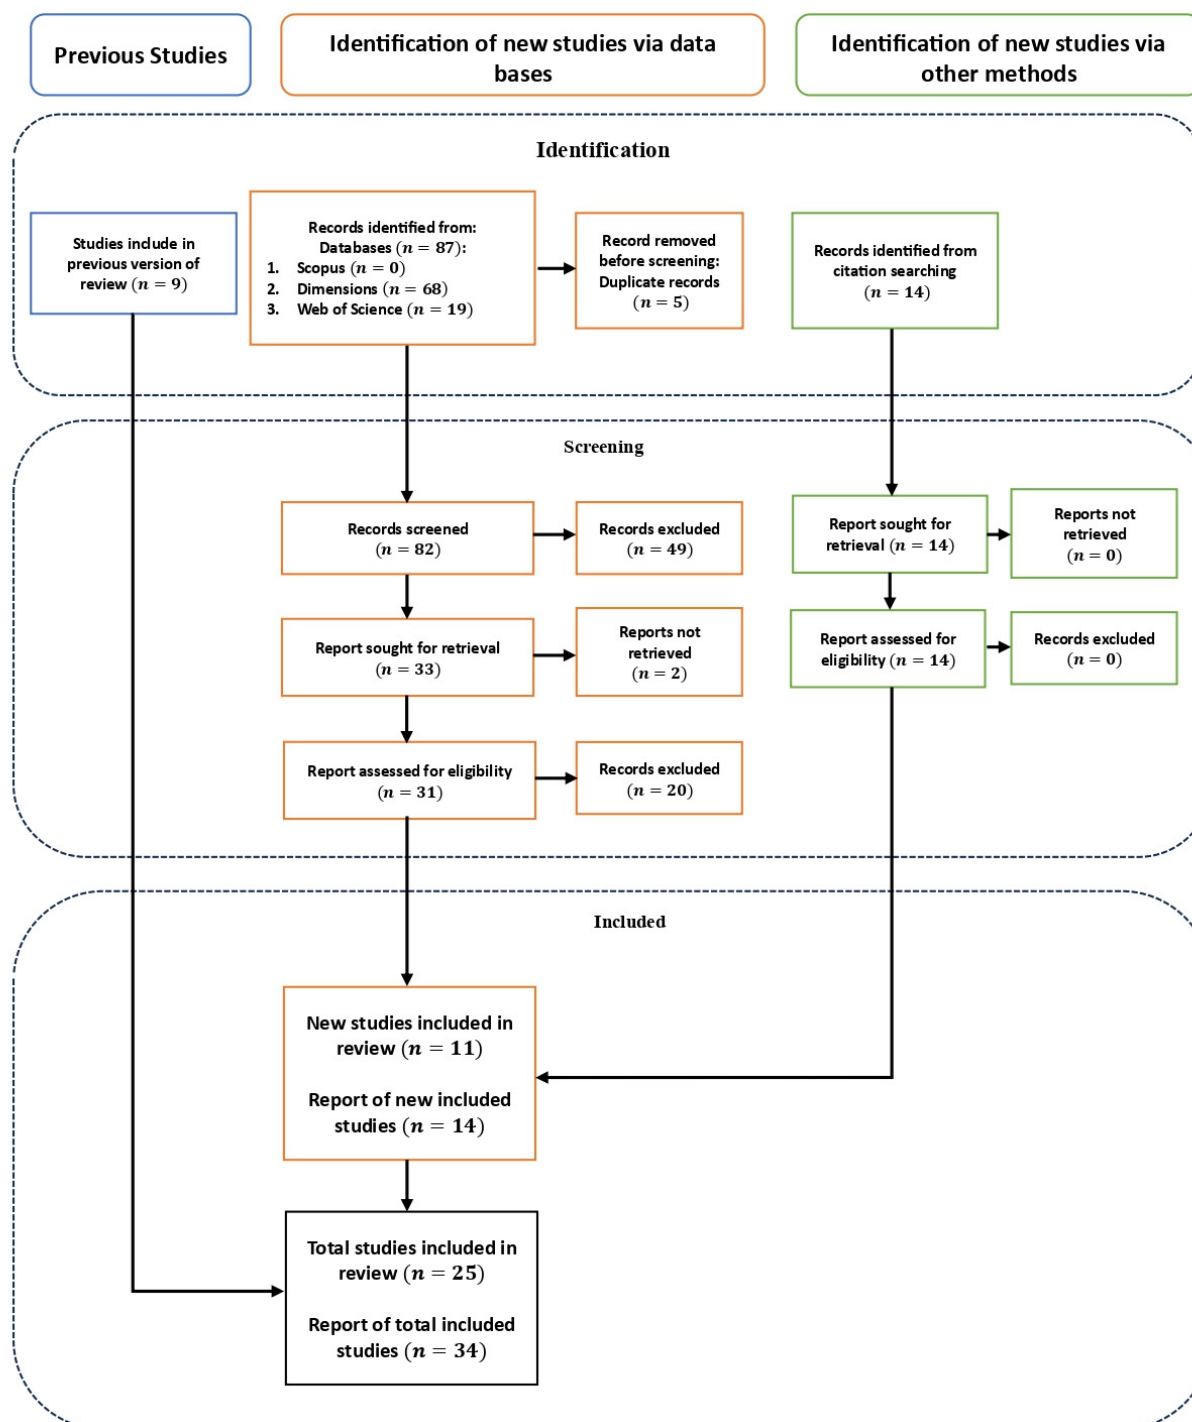 Previous Studies
Identification of new studies via data
bases
Identification of new studies via
other methods
Identification
Studies include in
previous version of
review (n = 9)
Records identified from:
Databases (n = 87):
1. Scopus (n = 0)
2. Dimensions (n = 68)
3. Web of Science (n = 19)
Record removed
before screening:
Duplicate records
(n = 5)
Records identified from
citation searching
(n = 14)
Screening
Records screened
(n = 82)
Records excluded
(n = 49)
Report sought for
retrieval (n = 14)
Reports not
retrieved
(n = 0)
Report sought for retrieval
(n = 33)
Reports not
retrieved
(n = 2)
Report assessed for
eligibility (n = 14)
Records excluded
(n = 0)
Report assessed for eligibility
(n = 31)
Records excluded
(n = 20)
Included
New studies included in
review (n = 11)
Report of new included
studies (n = 14)
Total studies included in
review (n = 25)
Report of total included
studies (n = 34)